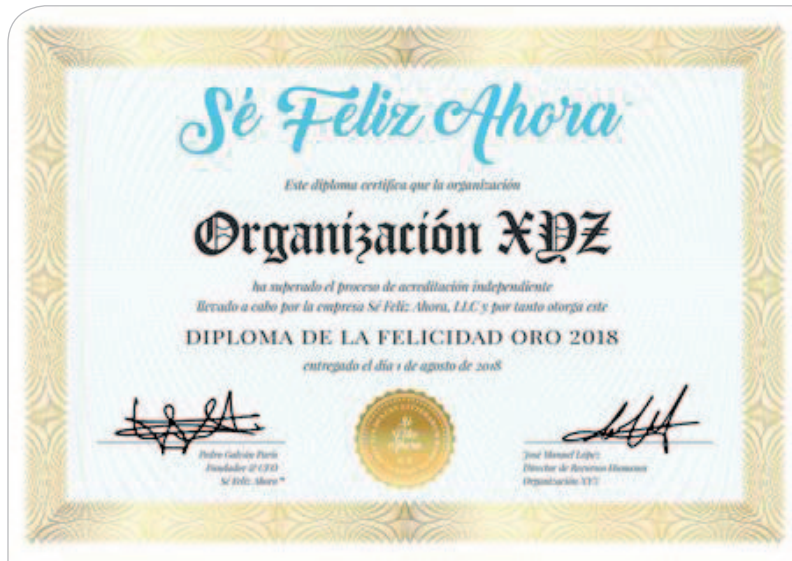 Sé Feliz Ahora
Este diploma certifica que la organización
Organización XYZ
ha superado el proceso de acreditación independiente
llevado a cabo por la empresa Sé Feliz Ahora, LLC y por tanto otorga este
DIPLOMA DE LA FELICIDAD ORO 2018
entregado el día 1 de agosto de 2018
Sé
Feliz
Ahora
Pedro Galván París
Fundador & CEO
Sé Feliz Ahora
José Manuel López
Director de Recursos Humanos
Organización XYZ